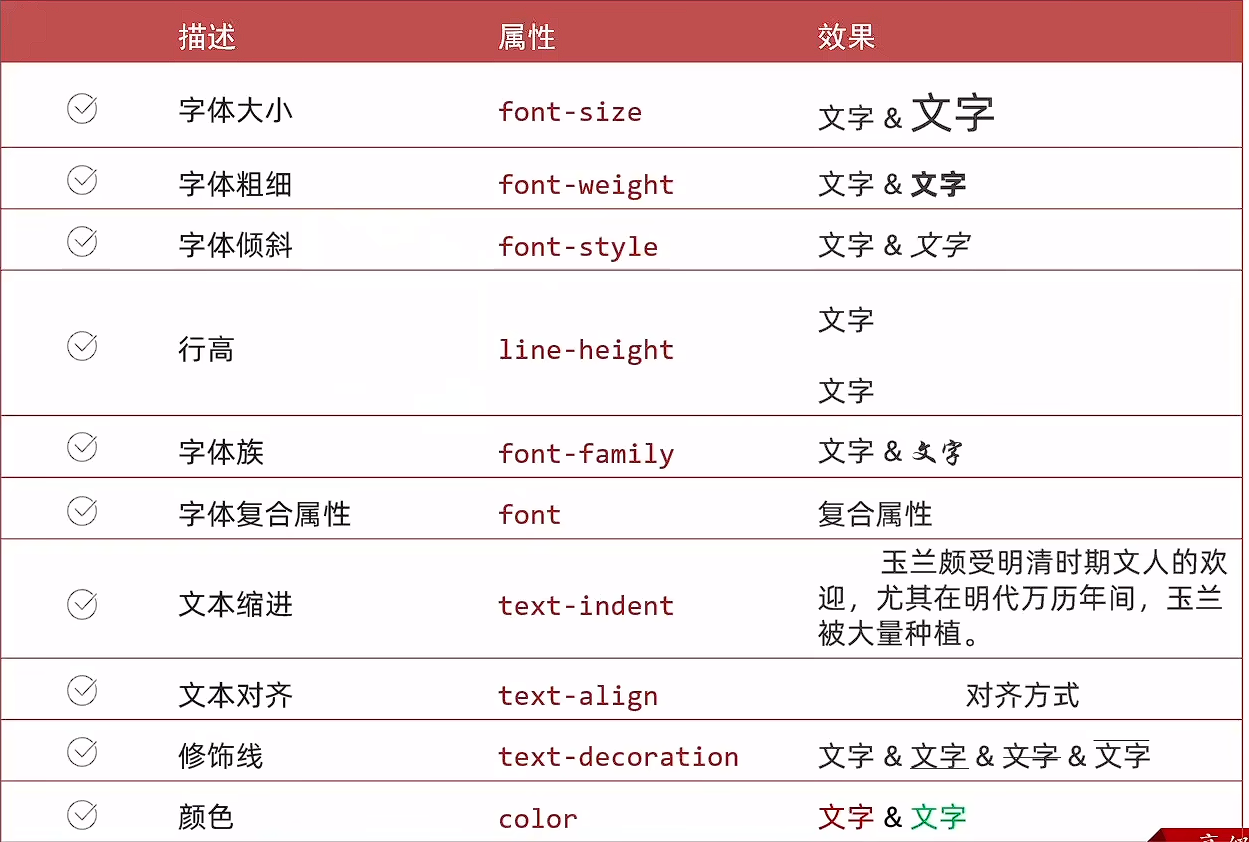 描述 属性 效果
字体大小 font-size 文字 & 文字
字体粗细 font-weight 文字 & 文字
字体倾斜 font-style 文字 & 文字
文字
行高 line-height
文字
字体族 font-family 文字 & 文字
字体复合属性 font 复合属性
玉兰颇受明清时期文人的欢
文本缩进 text-indent 迎，尤其在明代万历年间，玉兰
被大量种植。
文本对齐 text-align 对齐方式
修饰线 text-decoration 文字 & 文字 & 文字 & 文字
颜色 color 文字 & 文字